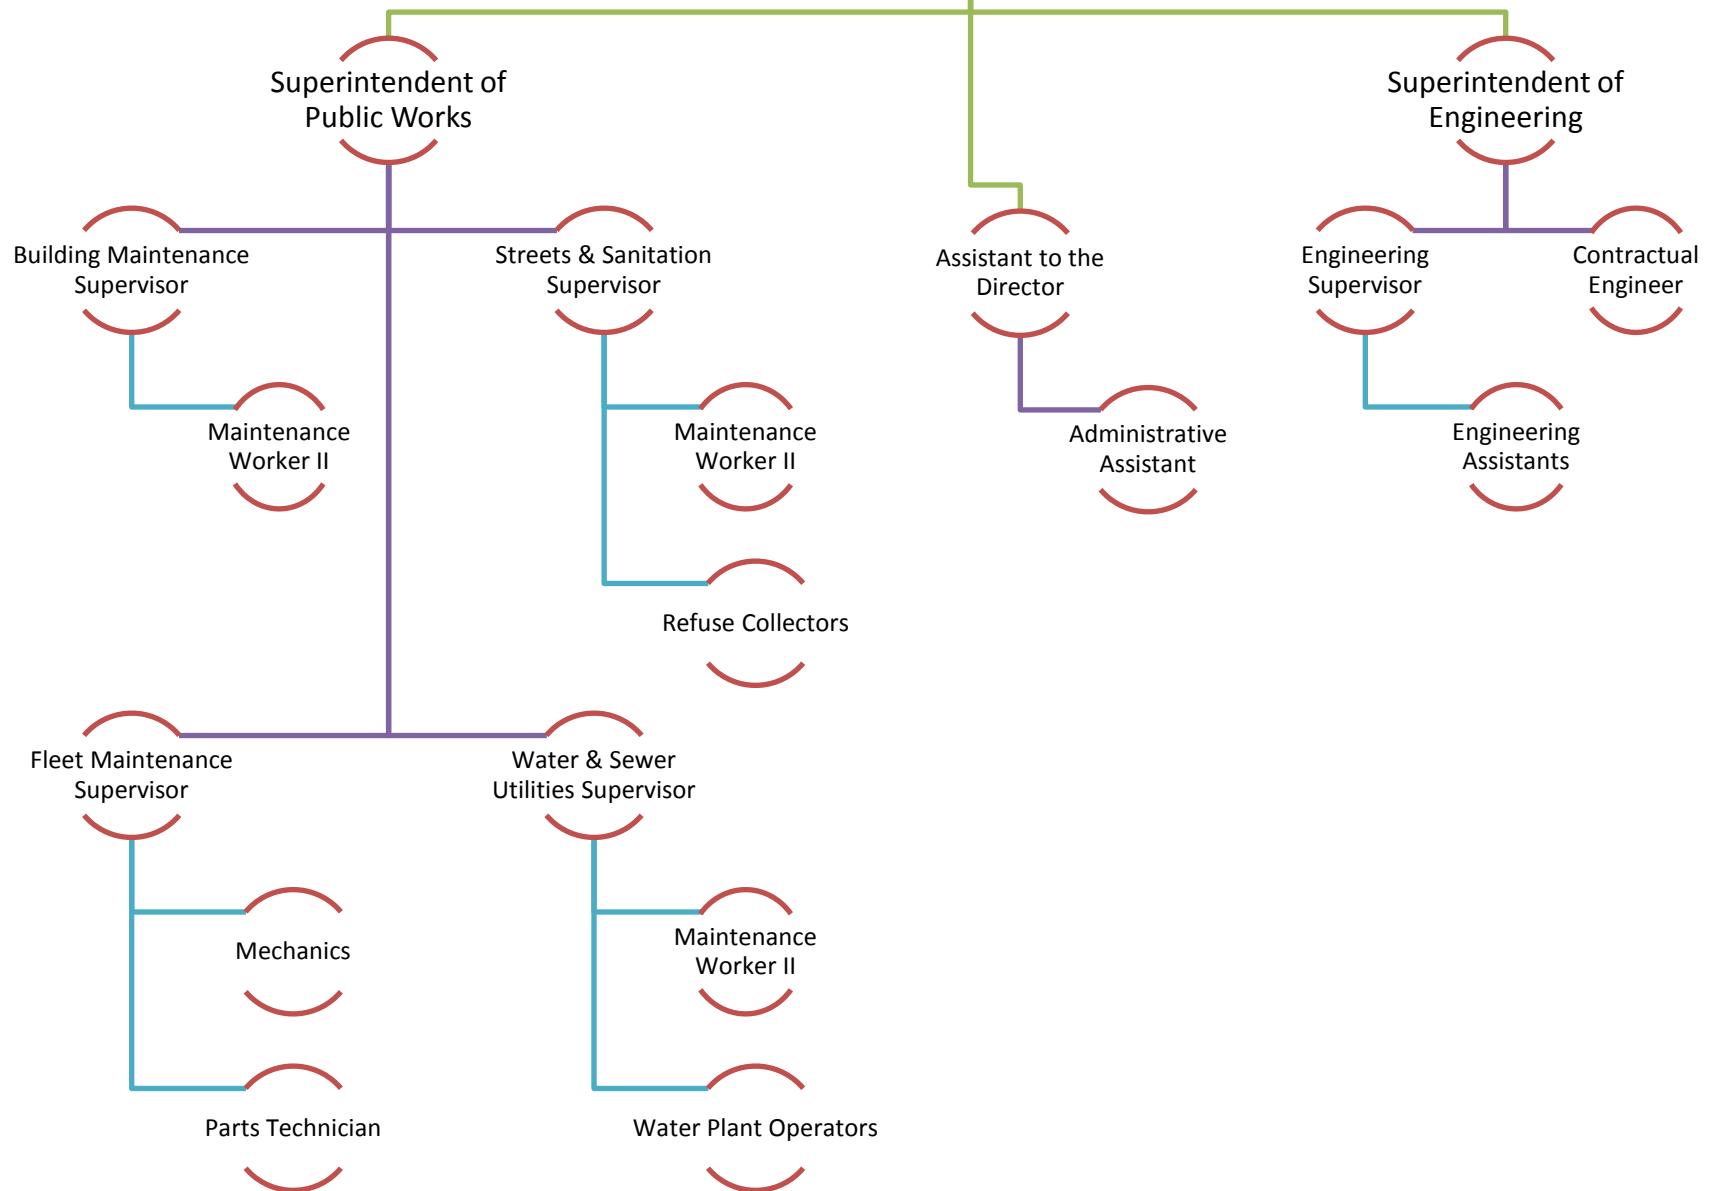 Superintendent of
Public Works
Superintendent of
Engineering
Building Maintenance
Supervisor
Streets & Sanitation
Supervisor
Assistant to the
Director
Engineering
Supervisor
Contractual
Engineer
Maintenance
Worker II
Maintenance
Worker II
Administrative
Assistant
Engineering
Assistants
Refuse Collectors
Fleet Maintenance
Supervisor
Water & Sewer
Utilities Supervisor
Mechanics
Maintenance
Worker II
Parts Technician
Water Plant Operators